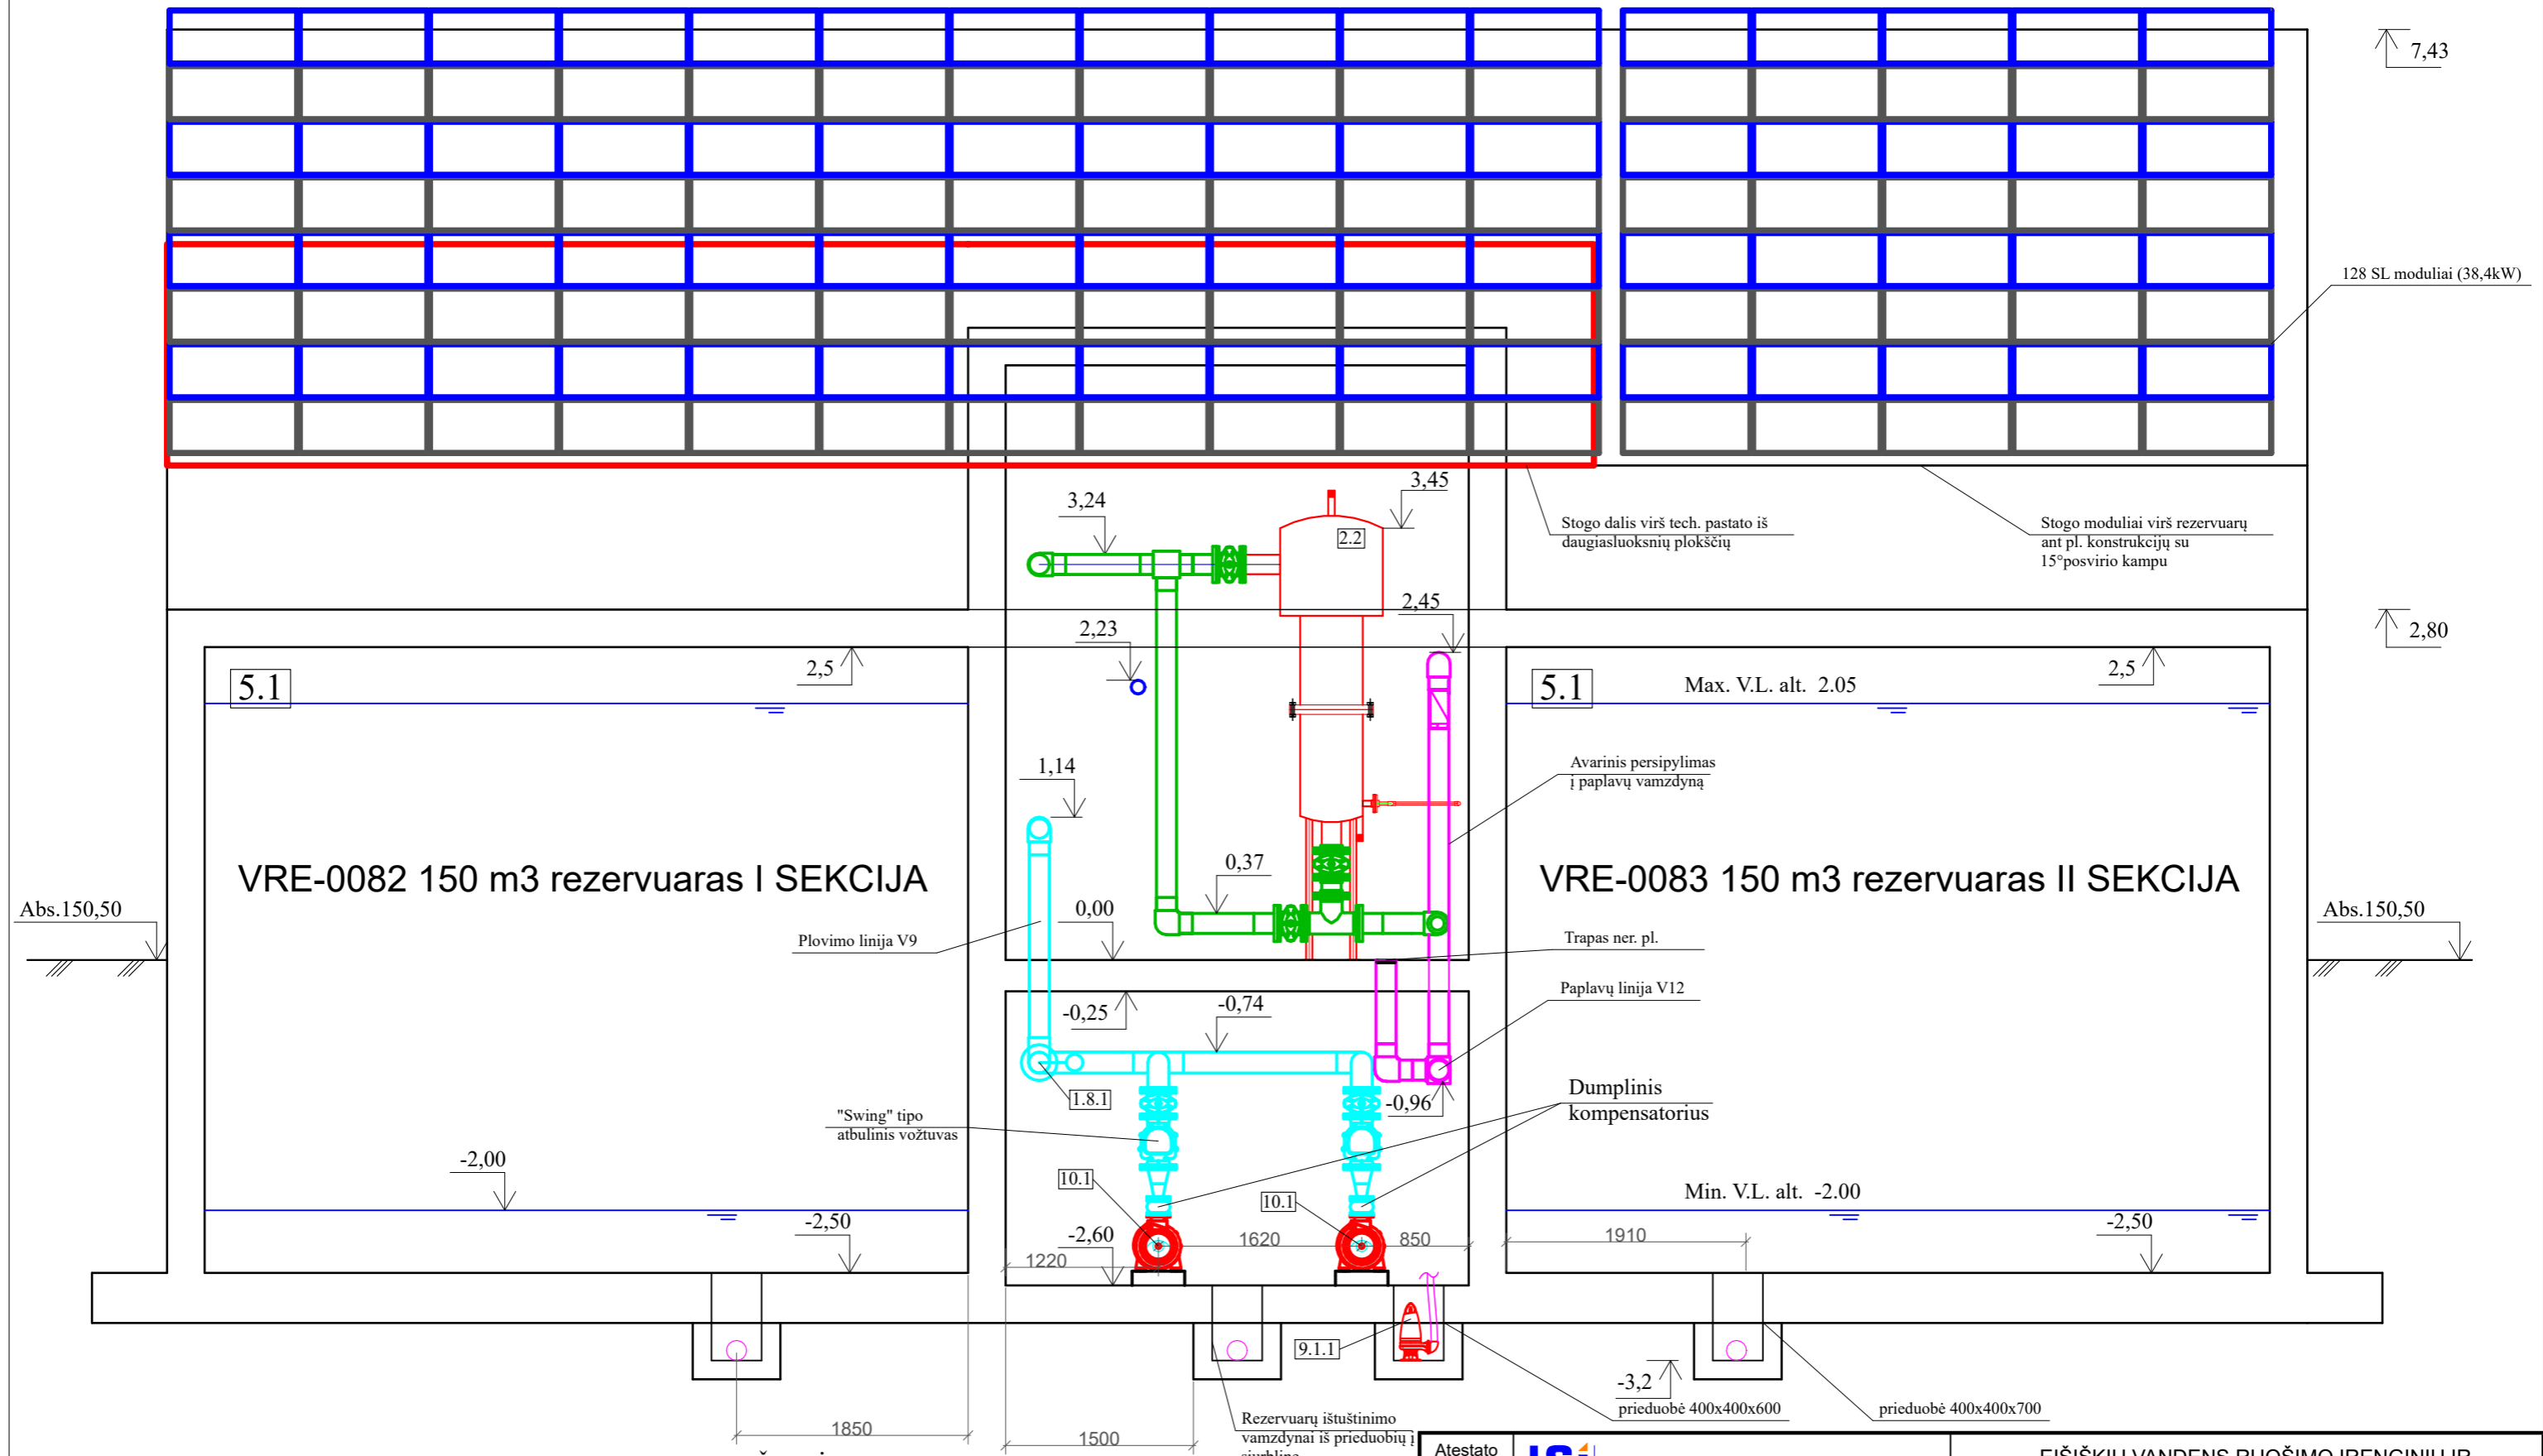 7,43
128 SL moduliai (38,4kW)
3,24
3,45
2.2
Stogo dalis virš tech. pastato iš
daugiasluoksnių plokščių
Stogo moduliai virš rezervuarų
ant pl. konstrukcijų su
15°posvirio kampu
2,45
2,23
2,80
5.1
2,5
5.1
Max. V.L. alt. 2.05
2,5
1,14
Avarinis persipylimas
į paplavų vamzdyną
VRE-0082 150 m3 rezervuaras I SEKCIJA
0,37
VRE-0083 150 m3 rezervuaras II SEKCIJA
Abs.150,50
0,00
Abs.150,50
Plovimo linija V9
Trapas ner. pl.
-0,25
-0,74
Paplavų linija V12
1.8.1
-0,96
Dumplinis
kompensatorius
"Swing" tipo
atbulinis vožtuvas
-2,00
10.1
10.1
Min. V.L. alt. -2.00
-2,50
-2,60
1220
1620
850
1910
-2,50
9.1.1
-3,2
prieduobė 400x400x600
prieduobė 400x400x700
1850
1500
Rezervuarų ištuštinimo
vamzdynai iš prieduobių į
Atestato